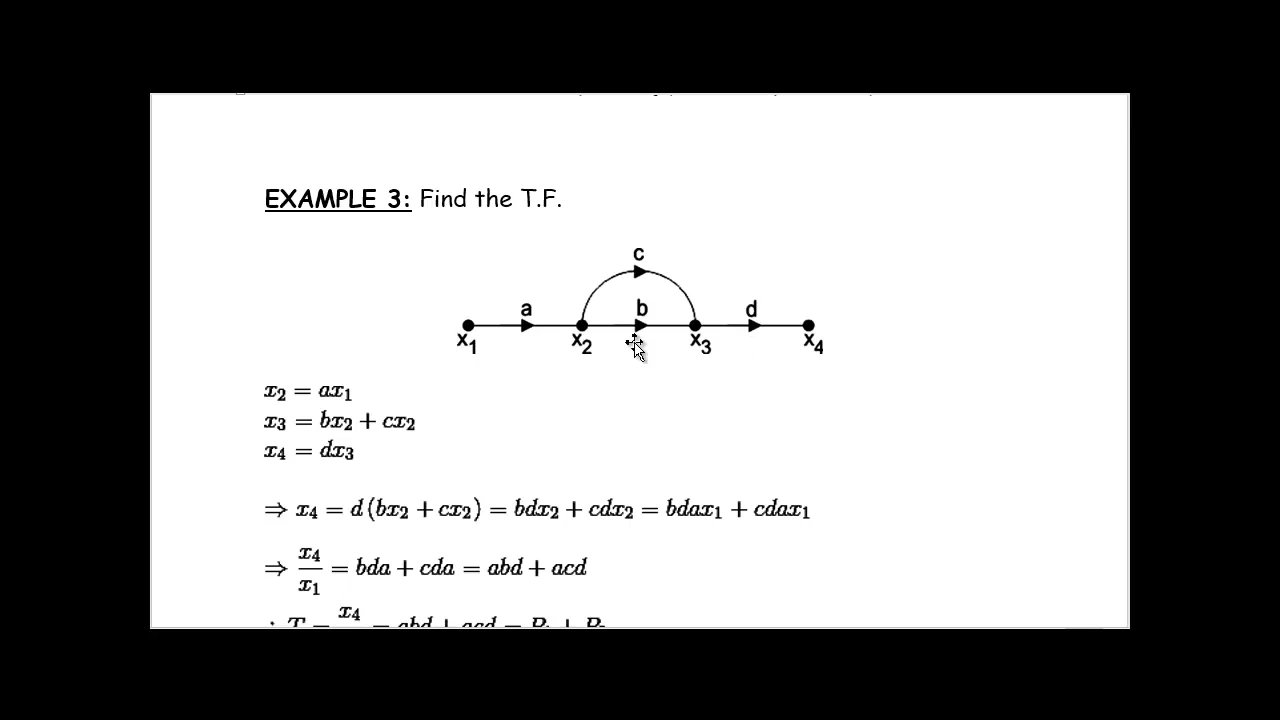 EXAMPLE 3: Find the T.F.
c
a b d
x₁ x₂ x₃ x₄
x₂ = ax₁
x₃ = bx₂ + cx₂
x₄ = dx₃
⇒ x₄ = d(bx₂ + cx₂) = bdx₂ + cdx₂ = bdax₁ + cdax₁
⇒ x₄/x₁ = bda + cda = abd + acd
x₄